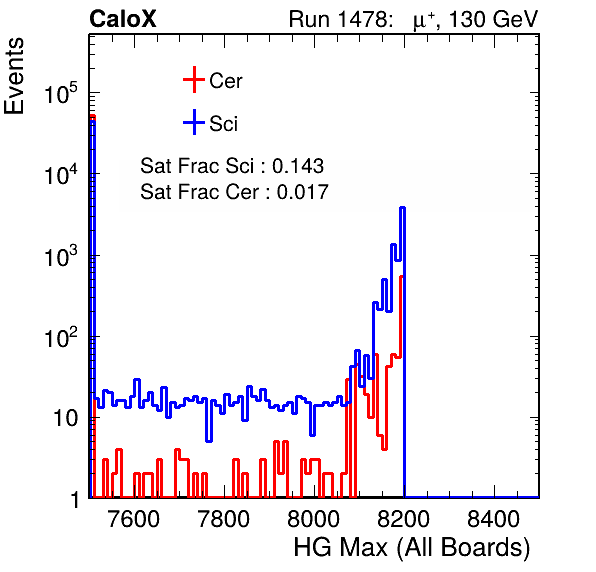 CaloX Run 1478: μ⁺, 130 GeV
Events
Cer
Sci
Sat Frac Sci : 0.143
Sat Frac Cer : 0.017
10⁵
10⁴
10³
10²
10
1
7600 7800 8000 8200 8400
HG Max (All Boards)